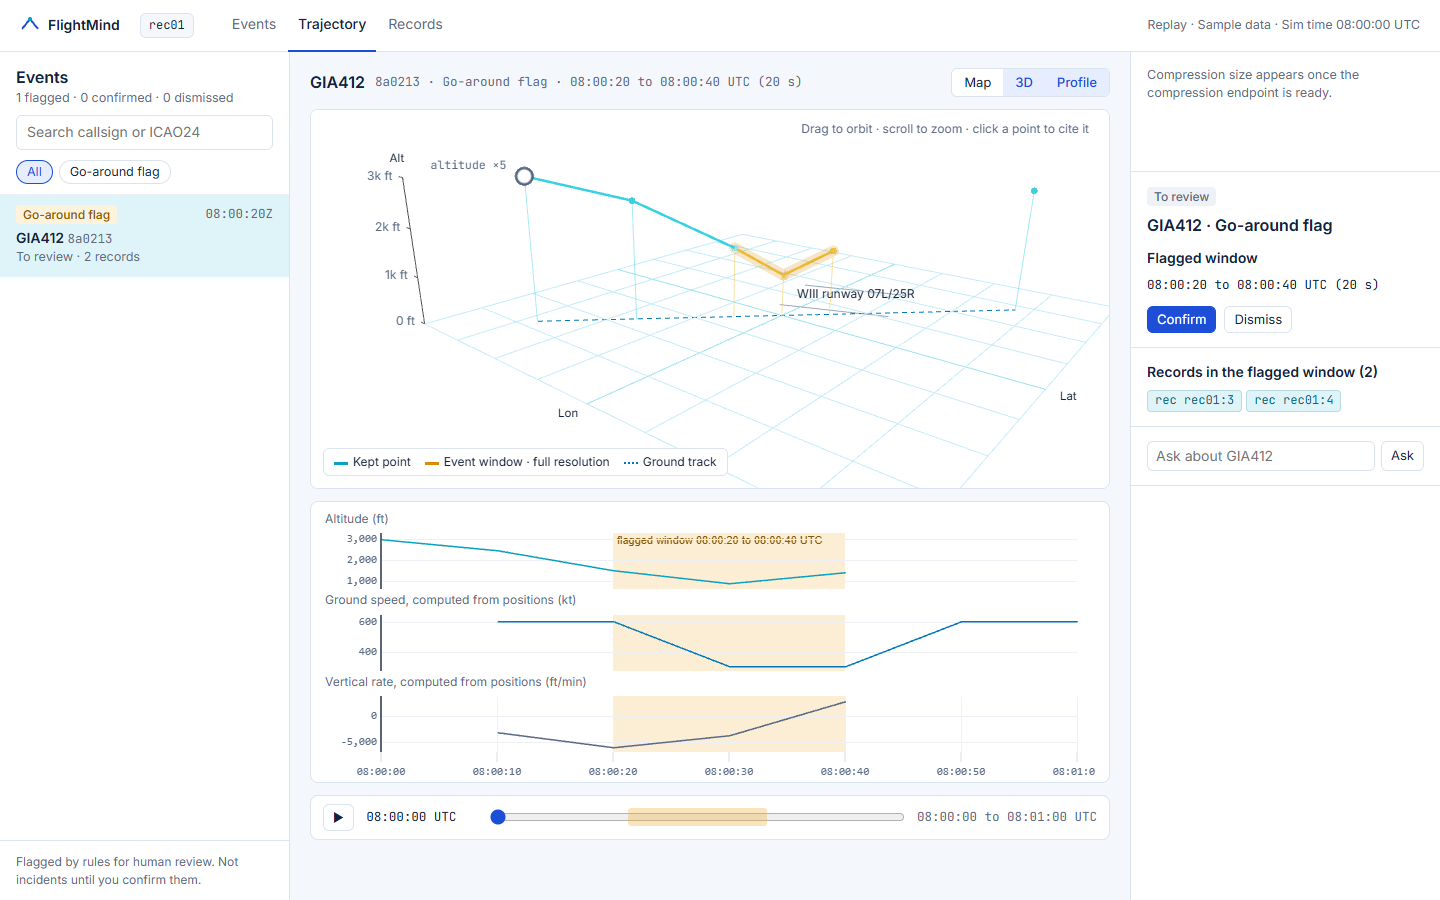 FlightMind rec01 Events Trajectory Records Replay · Sample data · Sim time 08:00:00 UTC
Events
1 flagged · 0 confirmed · 0 dismissed
Search callsign or ICAO24
All Go-around flag
Go-around flag 08:00:20Z
GIA412 8a0213
To review · 2 records
Flagged by rules for human review. Not
incidents until you confirm them.
GIA412 8a0213 · Go-around flag · 08:00:20 to 08:00:40 UTC (20 s) Map 3D Profile
Drag to orbit · scroll to zoom · click a point to cite it
Alt altitude ×5
3k ft
2k ft
1k ft
WIII runway 07L/25R
0 ft
Lat
Lon
Kept point Event window · full resolution Ground track
Altitude (ft)
3,000 flagged window 08:00:20 to 08:00:40 UTC
2,000
1,000
Ground speed, computed from positions (kt)
600
400
Vertical rate, computed from positions (ft/min)
0
-5,000
08:00:00 08:00:10 08:00:20 08:00:30 08:00:40 08:00:50 08:01:0
08:00:00 UTC 08:00:00 to 08:01:00 UTC
Compression size appears once the
compression endpoint is ready.
To review
GIA412 · Go-around flag
Flagged window
08:00:20 to 08:00:40 UTC (20 s)
Confirm Dismiss
Records in the flagged window (2)
rec rec01:3 rec rec01:4
Ask about GIA412 Ask